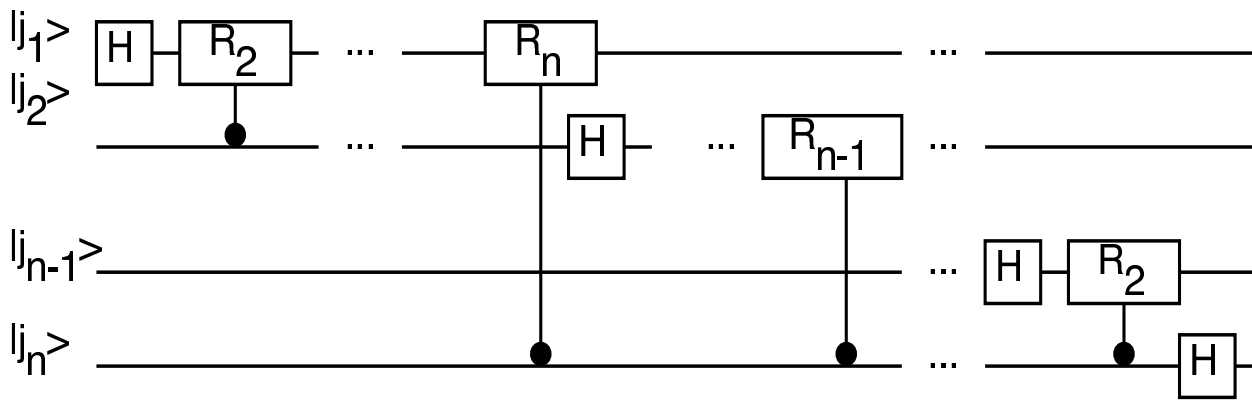 |j1> H R2 ... Rn ...
|j2> ... H ... Rn-1 ...
|jn-1> ... H R2
|jn> ... H